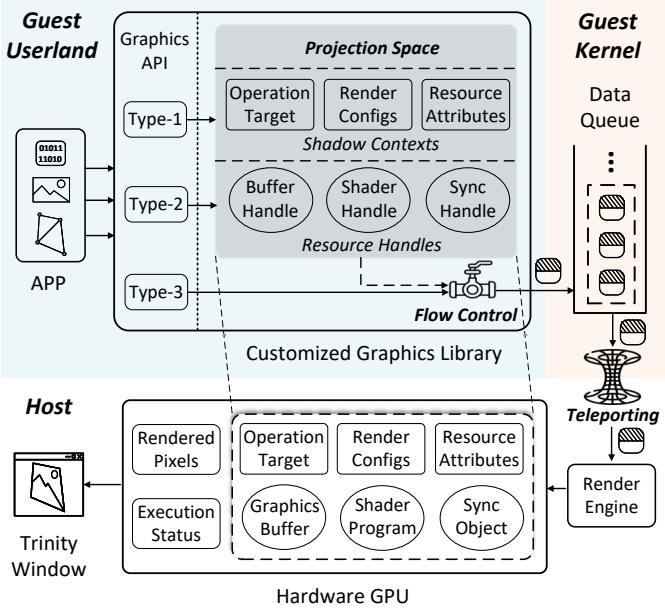 Guest
Userland
Graphics
API
Projection Space
Guest
Kernel
Type-1
Operation
Target
Render
Configs
Resource
Attributes
Shadow Contexts
Data
Queue
01011
11010
APP
Type-2
Buffer
Handle
Shader
Handle
Sync
Handle
Resource Handles
Type-3
Flow Control
Customized Graphics Library
Teleporting
Host
Rendered
Pixels
Operation
Target
Render
Configs
Resource
Attributes
Execution
Status
Graphics
Buffer
Shader
Program
Sync
Object
Render
Engine
Trinity
Window
Hardware GPU